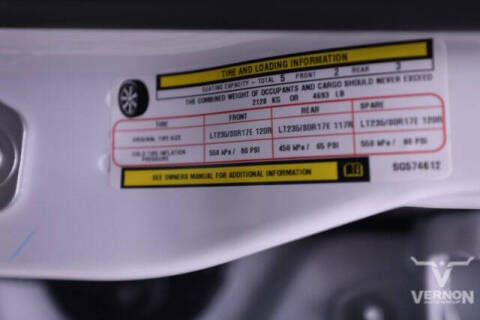 TIRE AND LOADING INFORMATION
SEATING CAPACITY - TOTAL 5 FRONT 2 REAR 3
THE COMBINED WEIGHT OF OCCUPANTS AND CARGO SHOULD NEVER EXCEED
2128 KG OR 4693 LB
TIRE FRONT REAR SPARE
ORIGINAL TIRE SIZE LT235/80R17E 120R LT235/80R17E 117R LT235/80R17E 120R
COLD TIRE INFLATION PRESSURE 550 kPa / 80 PSI 450 kPa / 65 PSI 550 kPa / 80 PSI
SEE OWNERS MANUAL FOR ADDITIONAL INFORMATION
SGS74612
VERNON
AUTO GROUP